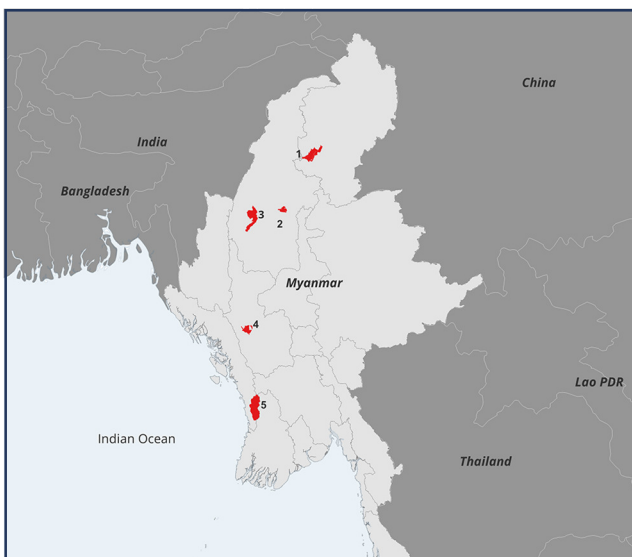 China
India
1
Bangladesh
3
2
Myanmar
4
Lao PDR
5
Indian Ocean
Thailand